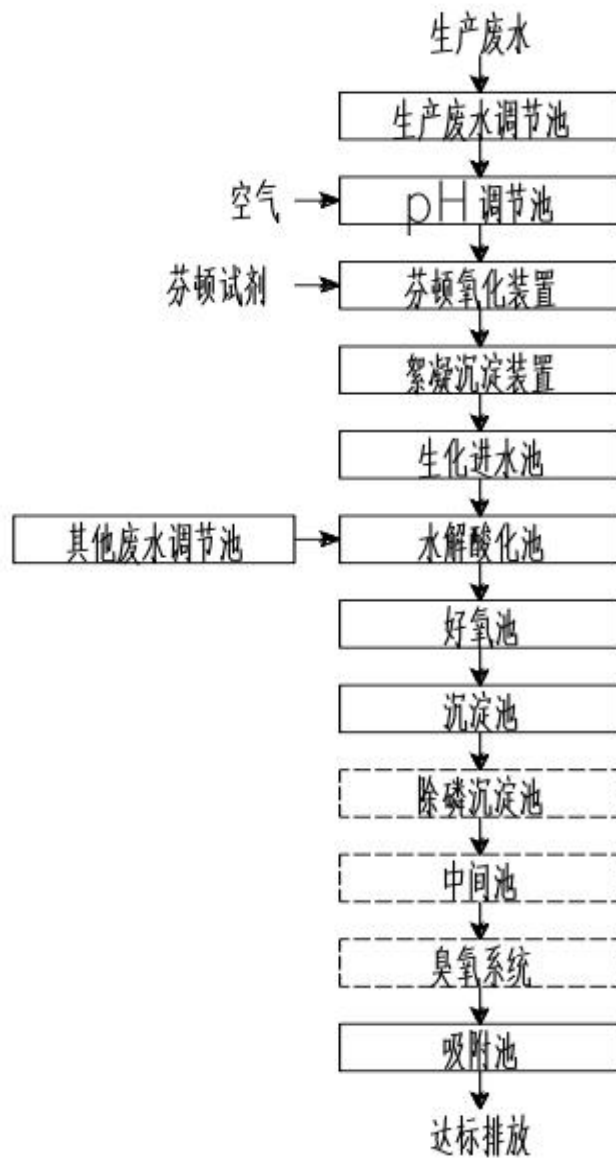 生产废水
生产废水调节池
空气
pH调节池
芬顿试剂
芬顿氧化装置
絮凝沉淀装置
生化进水池
其他废水调节池
水解酸化池
好氧池
沉淀池
除磷沉淀池
中间池
臭氧系统
吸附池
达标排放